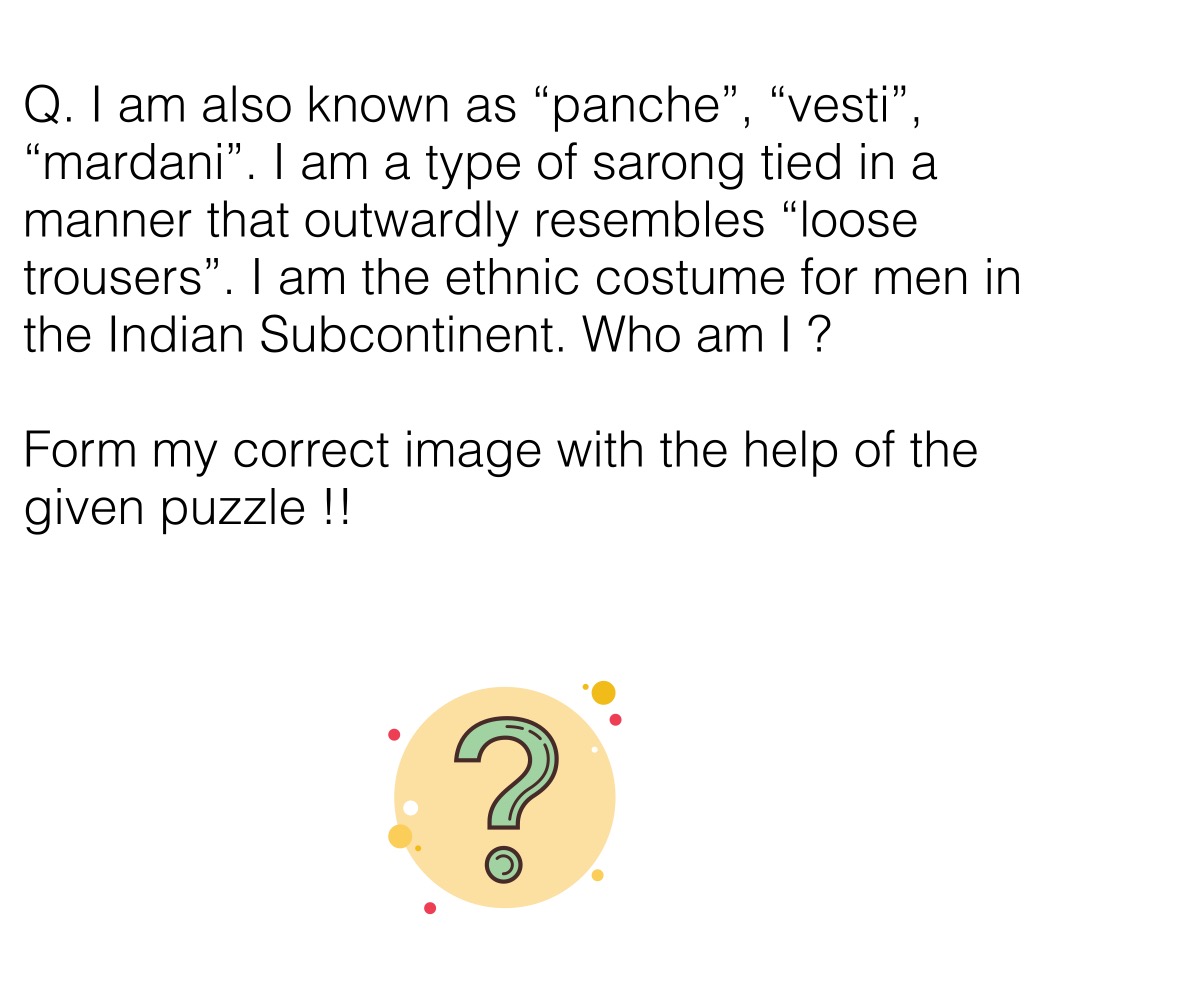 Q. I am also known as “panche”, “vesti”,
“mardani”. I am a type of sarong tied in a
manner that outwardly resembles “loose
trousers”. I am the ethnic costume for men in
the Indian Subcontinent. Who am I ?
Form my correct image with the help of the
given puzzle !!
?